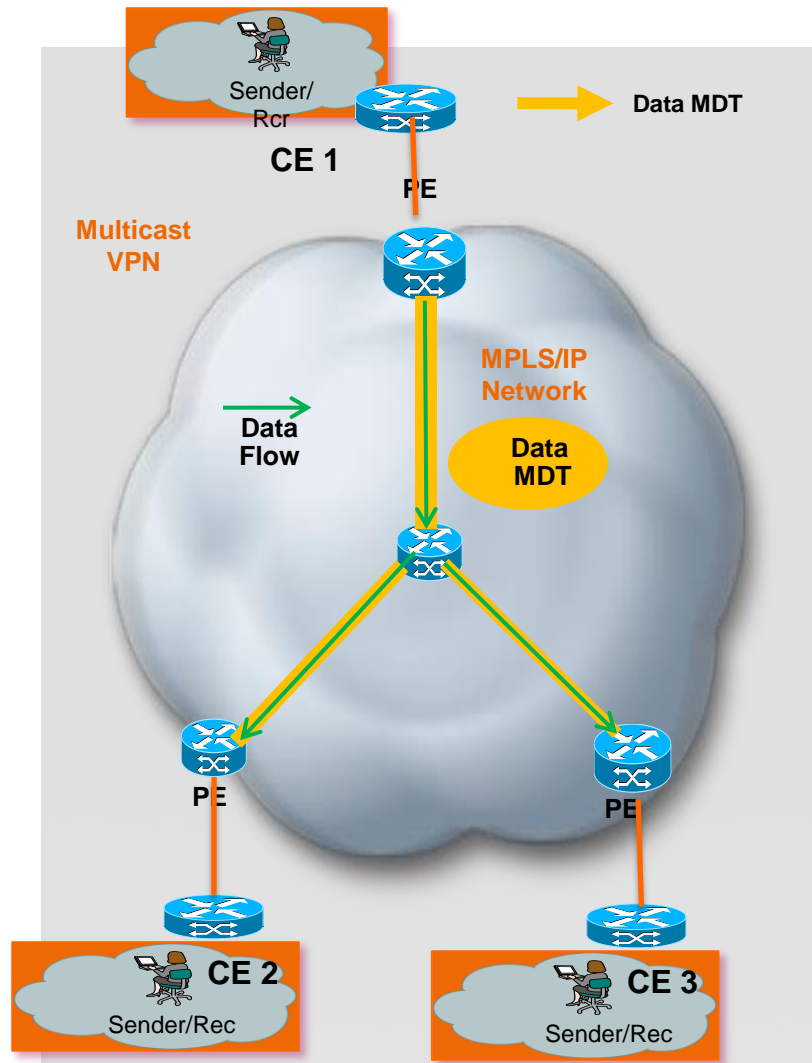 Sender/
Rcr
Data MDT
CE 1
PE
Multicast
VPN
MPLS/IP
Network
Data
Flow
Data
MDT
PE
PE
CE 2
Sender/Rec
CE 3
Sender/Rec